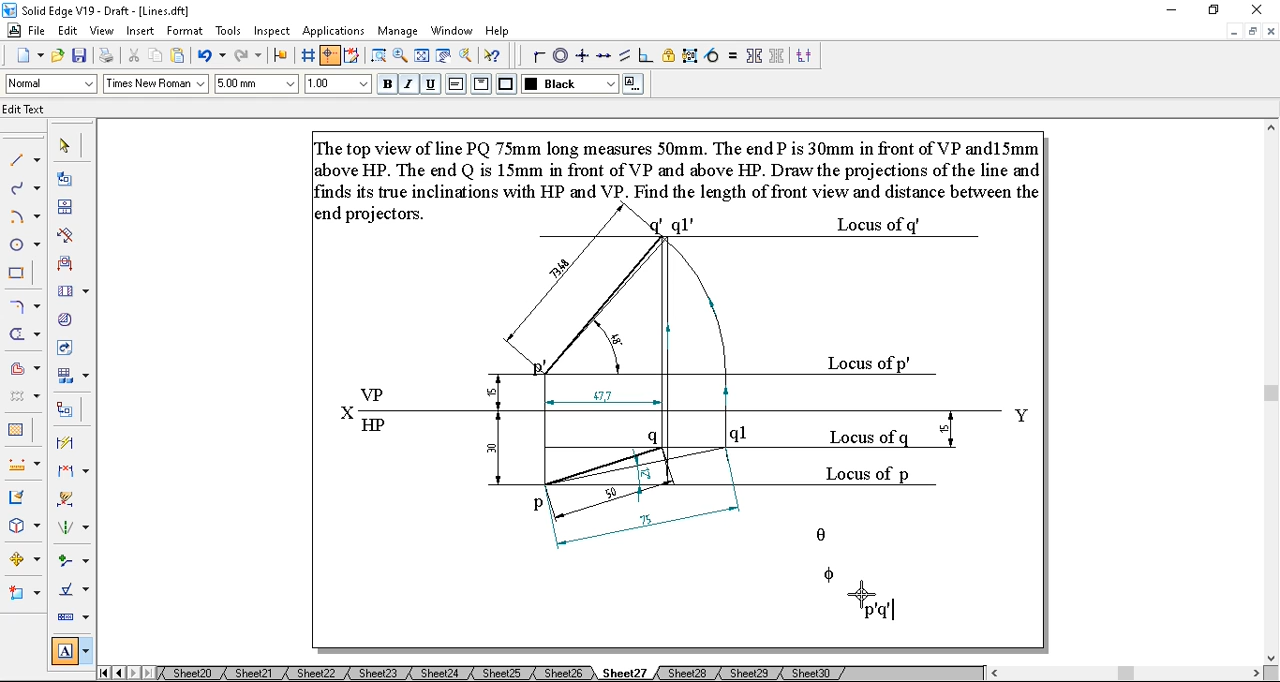 Solid Edge V19 - Draft - [Lines.dft]
File Edit View Insert Format Tools Inspect Applications Manage Window Help
Normal Times New Roman 5.00 mm 1.00 B I U Black A...
Edit Text
The top view of line PQ 75mm long measures 50mm. The end P is 30mm in front of VP and15mm
above HP. The end Q is 15mm in front of VP and above HP. Draw the projections of the line and
finds its true inclinations with HP and VP. Find the length of front view and distance between the
end projectors.
q' q1' Locus of q'
73,48
48°
p' Locus of p'
15 VP 47,7
X Y
HP
30 q q1 Locus of q 15
12°
p 50 Locus of p
75
θ
ϕ
p'q'
A
Sheet20 Sheet21 Sheet22 Sheet23 Sheet24 Sheet25 Sheet26 Sheet27 Sheet28 Sheet29 Sheet30